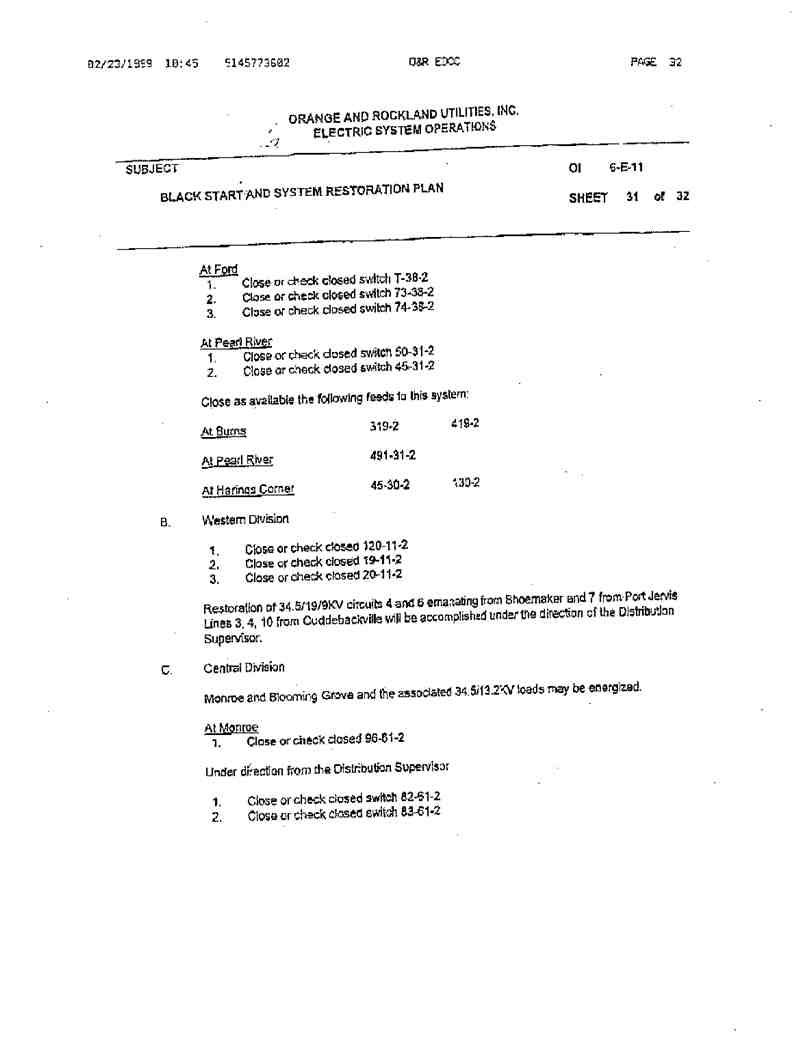 02/23/1999 10:45 5145773602 O&R EDCC PAGE 32
ORANGE AND ROCKLAND UTILITIES, INC.
ELECTRIC SYSTEM OPERATIONS
SUBJECT OI 6-E-11
BLACK START AND SYSTEM RESTORATION PLAN SHEET 31 of 32
At Ford
1. Close or check closed switch T-38-2
2. Close or check closed switch 73-38-2
3. Close or check closed switch 74-38-2
At Pearl River
1. Close or check closed switch 50-31-2
2. Close or check closed switch 45-31-2
Close as available the following feeds to this system:
At Burns 319-2 419-2
At Pearl River 491-31-2
At Harings Corner 45-30-2 130-2
B. Western Division
1. Close or check closed 120-11-2
2. Close or check closed 19-11-2
3. Close or check closed 20-11-2
Restoration of 34.5/19/9KV circuits 4 and 6 emanating from Shoemaker and 7 from Port Jervis
Lines 3, 4, 10 from Cuddebackville will be accomplished under the direction of the Distribution
Supervisor.
C. Central Division
Monroe and Blooming Grove and the associated 34.5/13.2KV loads may be energized.
At Monroe
1. Close or check closed 96-61-2
Under direction from the Distribution Supervisor
1. Close or check closed switch 82-61-2
2. Close or check closed switch 83-61-2